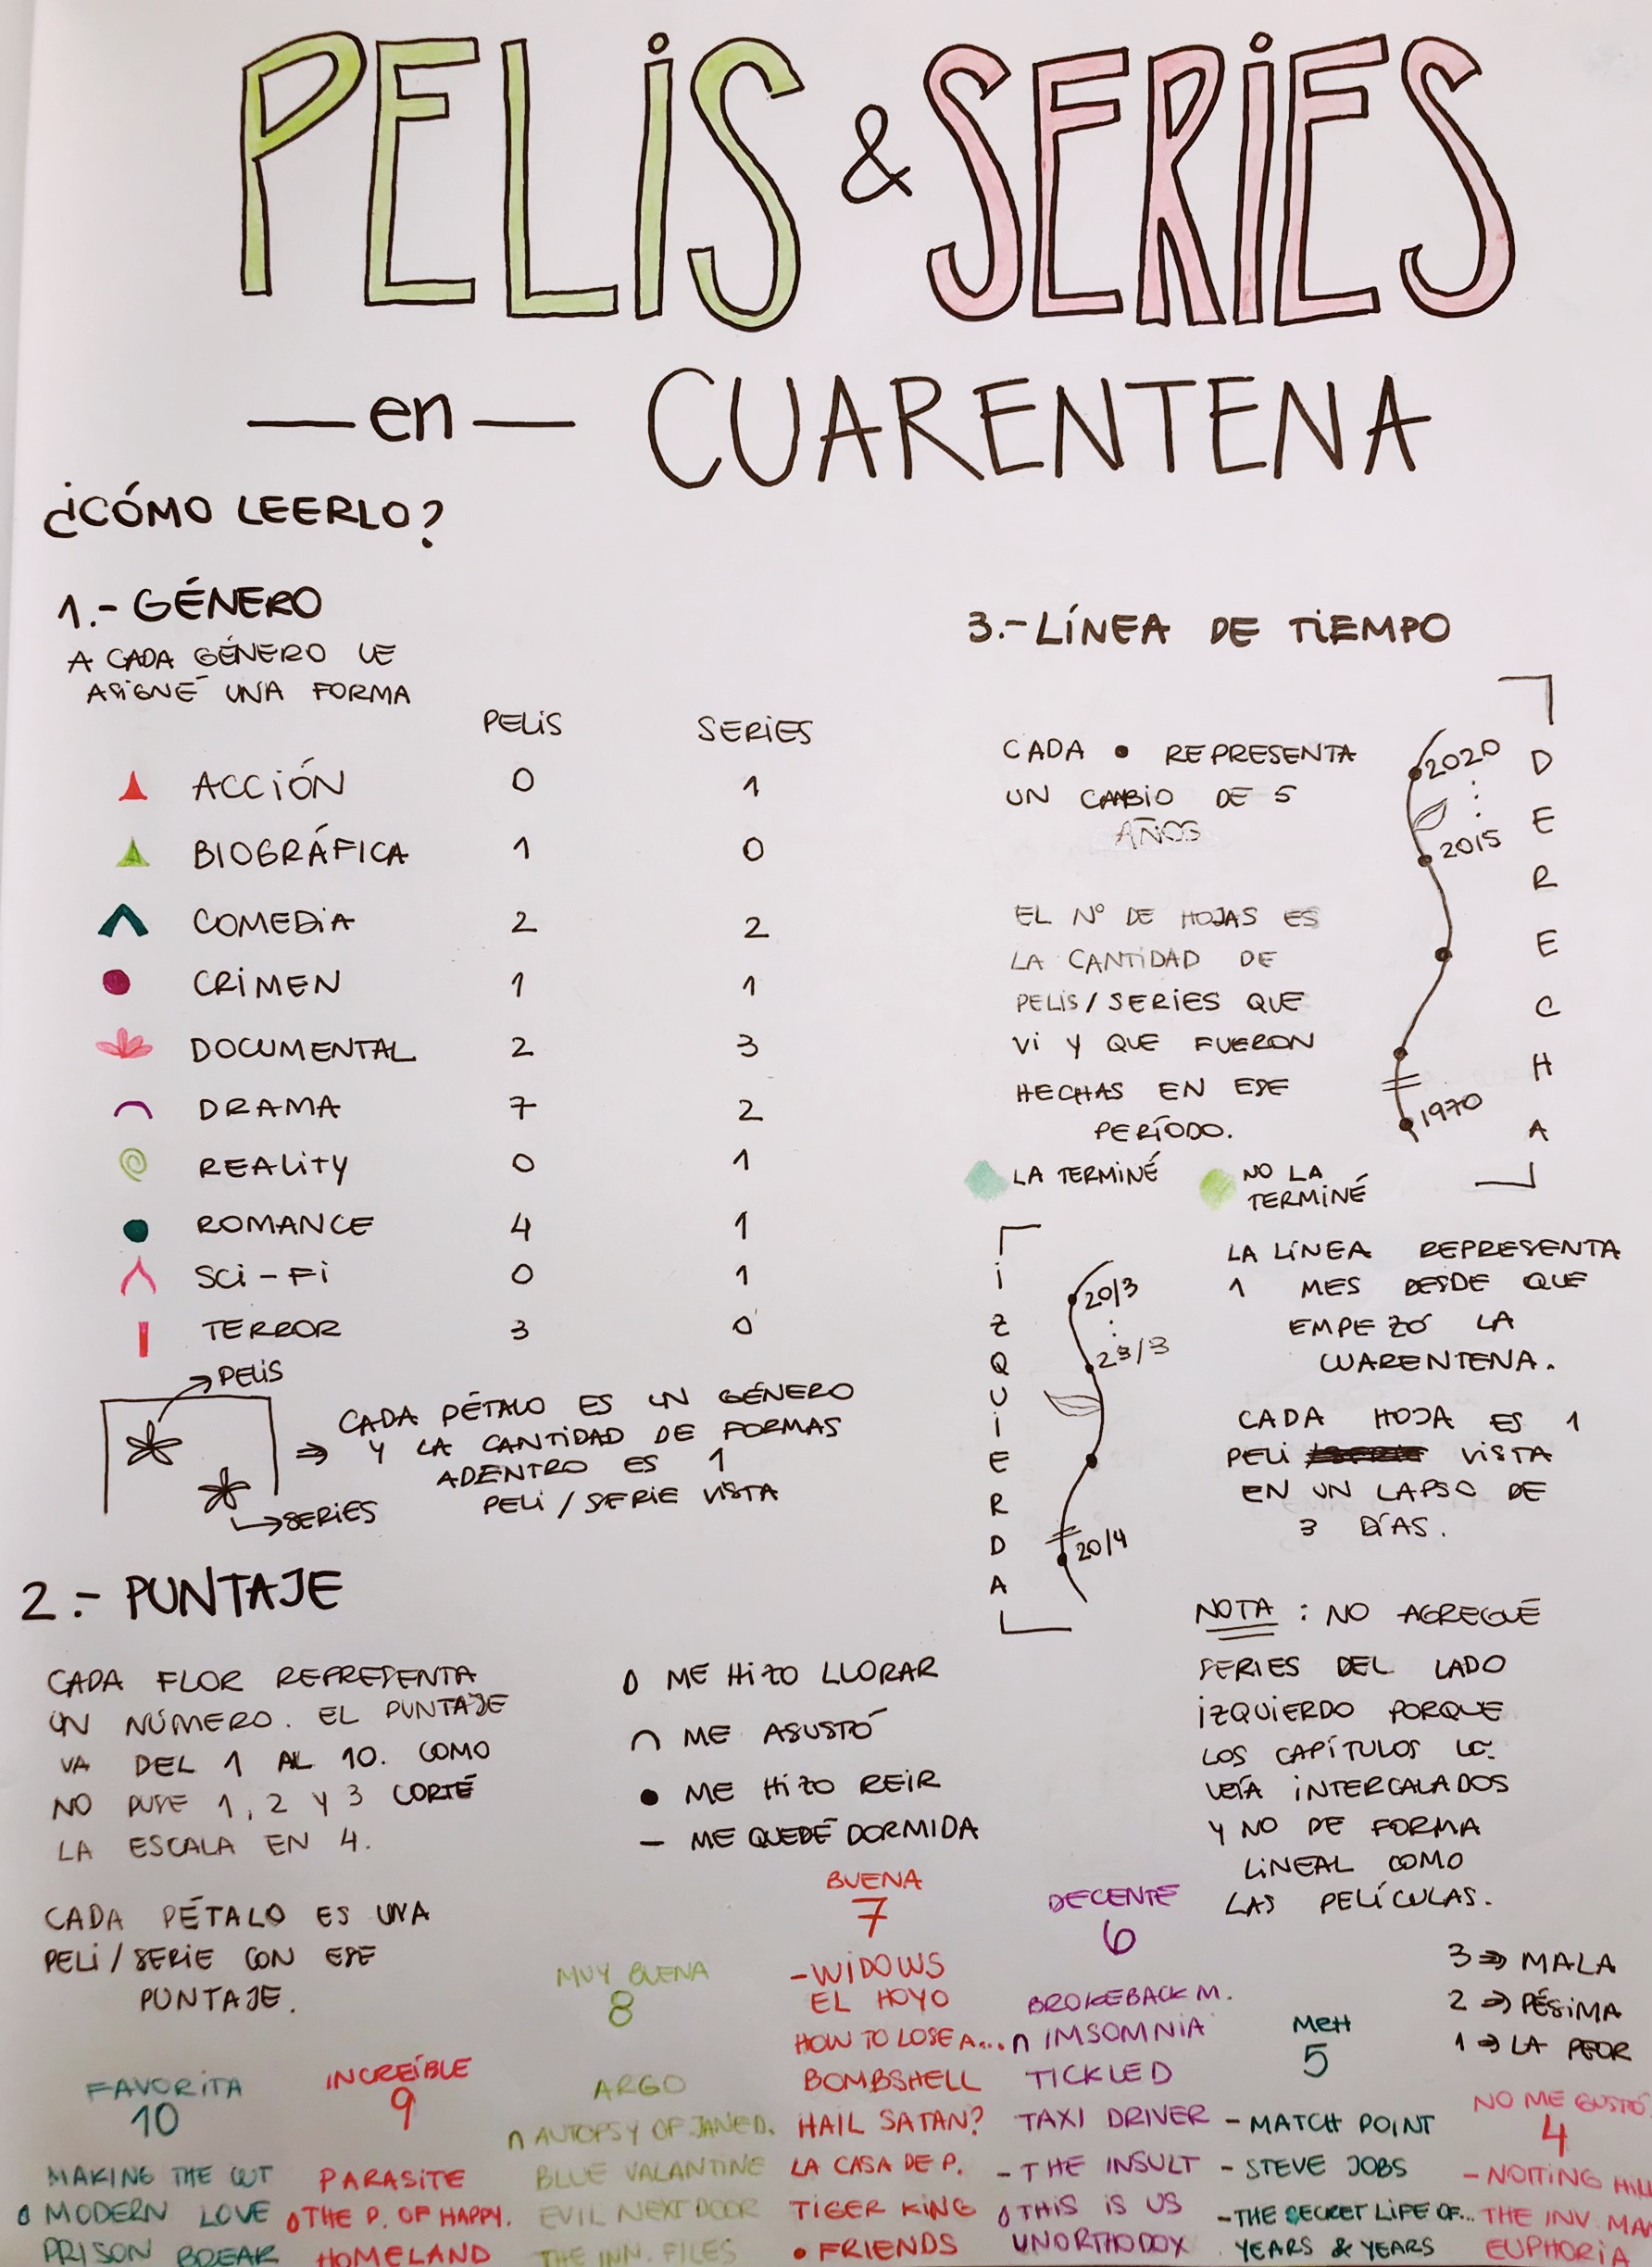 PELIS & SERIES
— en — CUARENTENA
¿CÓMO LEERLO?
1.- GÉNERO
A CADA GÉNERO LE
ASIGNÉ UNA FORMA
PELIS SERIES
ACCIÓN 0 1
BIOGRÁFICA 1 0
COMEDIA 2 2
CRIMEN 1 1
DOCUMENTAL 2 3
DRAMA 7 2
REALITY 0 1
ROMANCE 4 1
SCI-FI 0 1
TERROR 3 0
PELIS
SERIES
⇒ CADA PÉTALO ES UN GÉNERO
Y LA CANTIDAD DE FORMAS
ADENTRO ES 1
PELI / SERIE VISTA
3.- LÍNEA DE TIEMPO
CADA • REPRESENTA
UN CAMBIO DE 5
AÑOS
EL Nº DE HOJAS ES
LA CANTIDAD DE
PELIS / SERIES QUE
VI Y QUE FUERON
HECHAS EN ESE
PERÍODO.
2020
2015
1970
DERECHA
LA TERMINÉ
NO LA
TERMINÉ
IZQUIERDA
20/3
23/3
20/4
LA LÍNEA REPRESENTA
1 MES DESDE QUE
EMPEZÓ LA
CUARENTENA.
CADA HOJA ES 1
PELI VISTA
EN UN LAPSO DE
3 DÍAS.
NOTA: NO AGREGUÉ
SERIES DEL LADO
IZQUIERDO PORQUE
LOS CAPÍTULOS LOS
VEÍA INTERCALADOS
Y NO DE FORMA
LINEAL COMO
LAS PELÍCULAS.
2.- PUNTAJE
CADA FLOR REPRESENTA
UN NÚMERO. EL PUNTAJE
VA DEL 1 AL 10. COMO
NO PUSE 1, 2 Y 3 CORTÉ
LA ESCALA EN 4.
CADA PÉTALO ES UNA
PELI / SERIE CON ESE
PUNTAJE.
ME HIZO LLORAR
ME ASUSTÓ
• ME HIZO REIR
— ME QUEDÉ DORMIDA
FAVORITA
10
MAKING THE CUT
MODERN LOVE
PRISON BREAK
INCREÍBLE
9
PARASITE
THE P. OF HAPPY.
HOMELAND
MUY BUENA
8
ARGO
AUTOPSY OF JANE D.
BLUE VALANTINE
EVIL NEXT DOOR
THE INN. FILES
BUENA
7
- WIDOWS
EL HOYO
HOW TO LOSE A...
BOMBSHELL
HAIL SATAN?
LA CASA DE P.
TIGER KING
• FRIENDS
DECENTE
6
BROKEBACK M.
IMSOMNIA
TICKLED
TAXI DRIVER
- THE INSULT
THIS IS US
UNORTHODOX
MEH
5
- MATCH POINT
- STEVE JOBS
- THE SECRET LIFE OF...
YEARS & YEARS
3 ⇒ MALA
2 ⇒ PÉSIMA
1 ⇒ LA PEOR
NO ME GUSTÓ
4
- NOITING HILL
THE INV. MAN
EUPHORIA